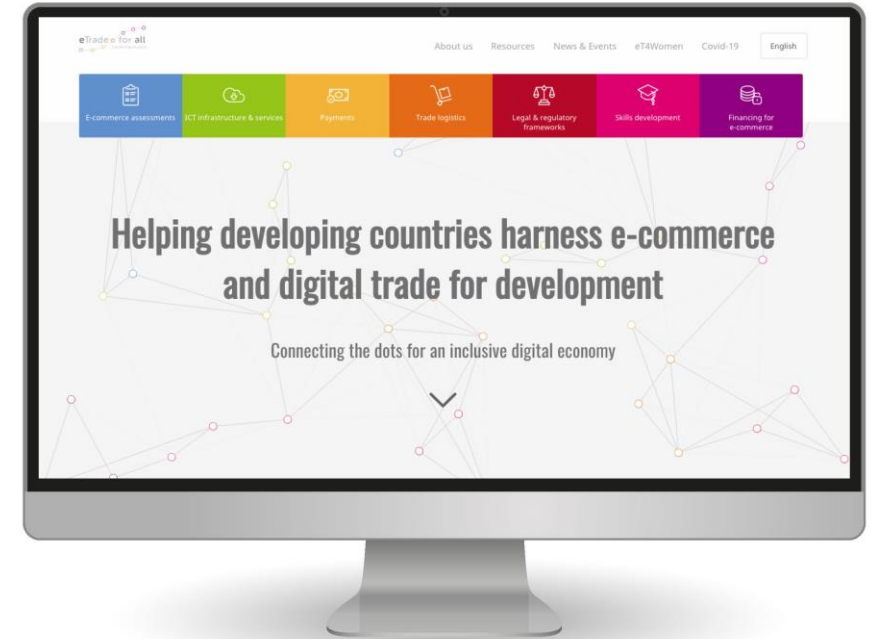 eTrade for all
About us Resources News & Events eT4Women Covid-19 English
E-commerce assessments
ICT infrastructure & services
Payments
Trade logistics
Legal & regulatory
frameworks
Skills development
Financing for
e-commerce
Helping developing countries harness e-commerce
and digital trade for development
Connecting the dots for an inclusive digital economy